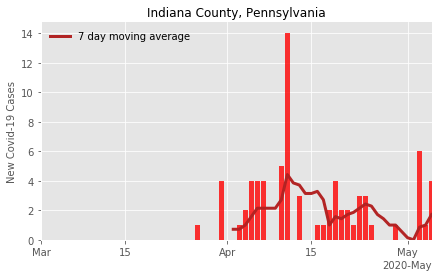 Indiana County, Pennsylvania
7 day moving average
New Covid-19 Cases
14
12
10
8
6
4
2
0
Mar 15 Apr 15 May
2020-May